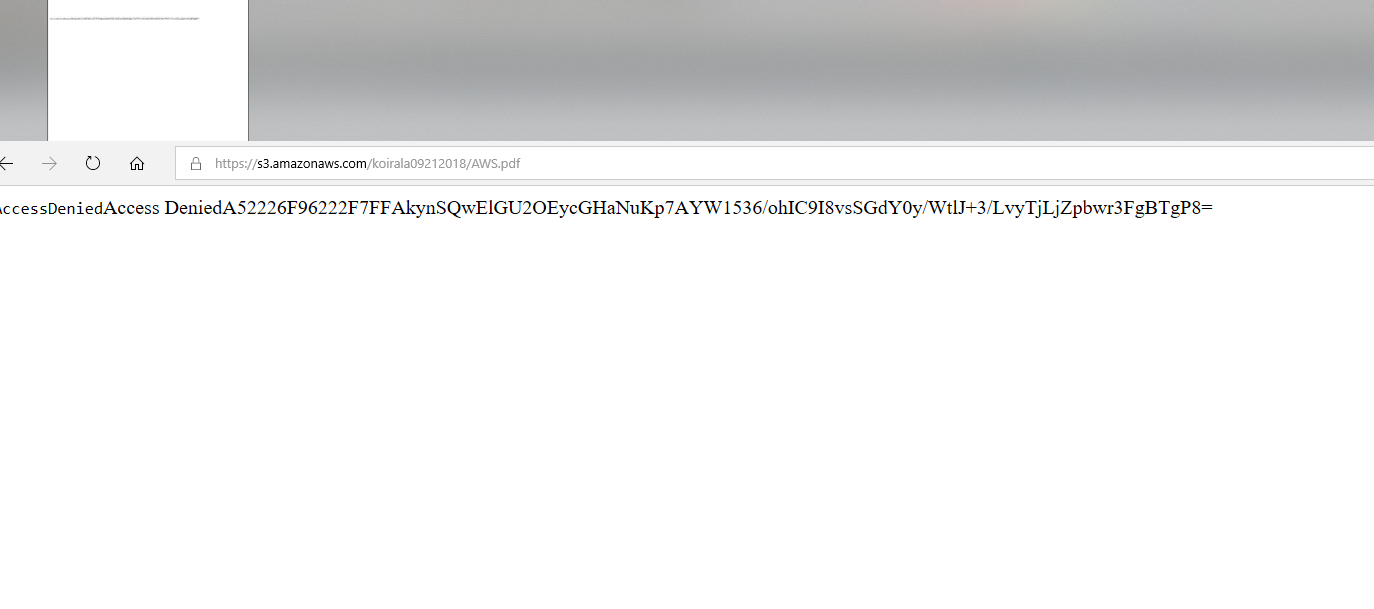 https://s3.amazonaws.com/koirala09212018/AWS.pdf
AccessDeniedAccess DeniedA52226F96222F7FFAkynSQwElGU2OEycGHaNuKp7AYW1536/ohIC9I8vsSGdY0y/WtlJ+3/LvyTjLjZpbwr3FgBTgP8=